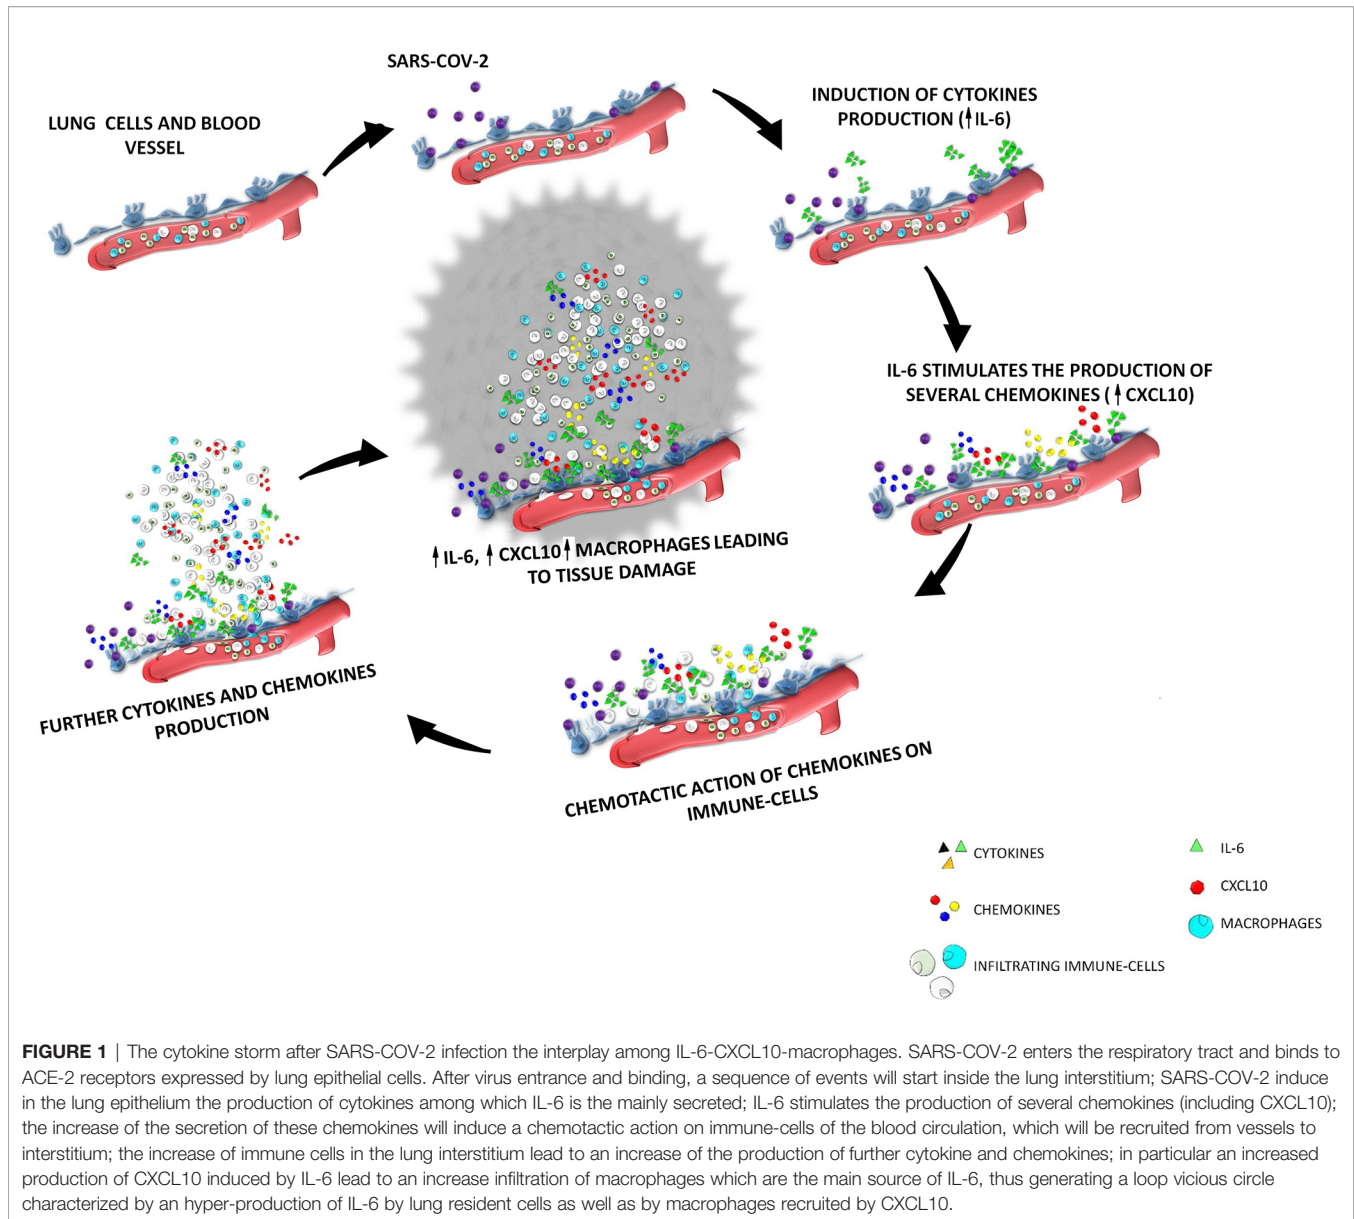 SARS-COV-2
LUNG CELLS AND BLOOD
VESSEL
INDUCTION OF CYTOKINES
PRODUCTION (↑IL-6)
IL-6 STIMULATES THE PRODUCTION OF
SEVERAL CHEMOKINES (↑CXCL10)
↑IL-6, ↑ CXCL10↑ MACROPHAGES LEADING
TO TISSUE DAMAGE
FURTHER CYTOKINES AND CHEMOKINES
PRODUCTION
CHEMOTACTIC ACTION OF CHEMOKINES ON
IMMUNE-CELLS
CYTOKINES
CHEMOKINES
INFILTRATING IMMUNE-CELLS
IL-6
CXCL10
MACROPHAGES
FIGURE 1 | The cytokine storm after SARS-COV-2 infection the interplay among IL-6-CXCL10-macrophages. SARS-COV-2 enters the respiratory tract and binds to
ACE-2 receptors expressed by lung epithelial cells. After virus entrance and binding, a sequence of events will start inside the lung interstitium; SARS-COV-2 induce
in the lung epithelium the production of cytokines among which IL-6 is the mainly secreted; IL-6 stimulates the production of several chemokines (including CXCL10);
the increase of the secretion of these chemokines will induce a chemotactic action on immune-cells of the blood circulation, which will be recruited from vessels to
interstitium; the increase of immune cells in the lung interstitium lead to an increase of the production of further cytokine and chemokines; in particular an increased
production of CXCL10 induced by IL-6 lead to an increase infiltration of macrophages which are the main source of IL-6, thus generating a loop vicious circle
characterized by an hyper-production of IL-6 by lung resident cells as well as by macrophages recruited by CXCL10.